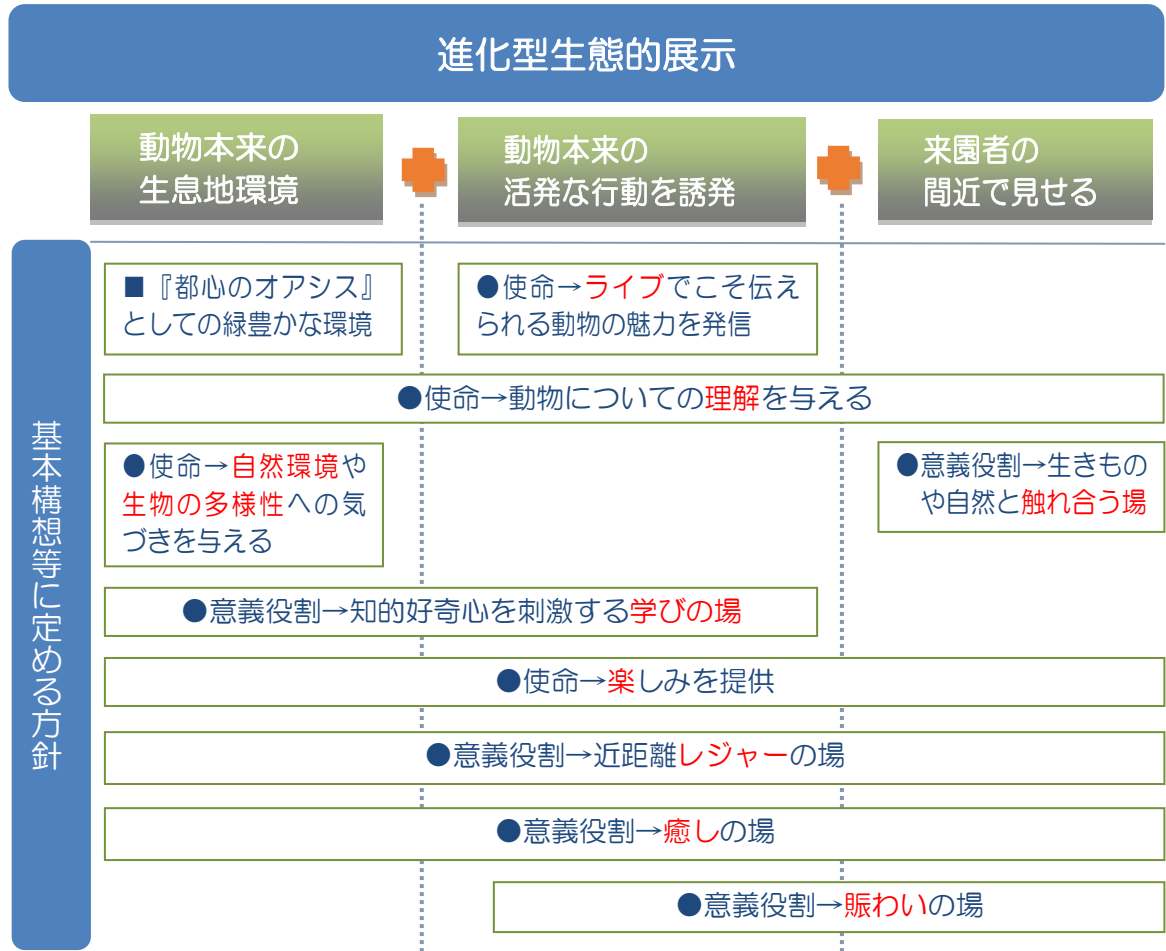 進化型生態的展示
動物本来の
生息地環境
動物本来の
活発な行動を誘発
来園者の
間近で見せる
基本構想等に定める方針
■『都心のオアシス』
としての緑豊かな環境
●使命→ライブでこそ伝え
られる動物の魅力を発信
●使命→動物についての理解を与える
●使命→自然環境や
生物の多様性への気
づきを与える
●意義役割→生きもの
や自然と触れ合う場
●意義役割→知的好奇心を刺激する学びの場
●使命→楽しみを提供
●意義役割→近距離レジャーの場
●意義役割→癒しの場
●意義役割→賑わいの場